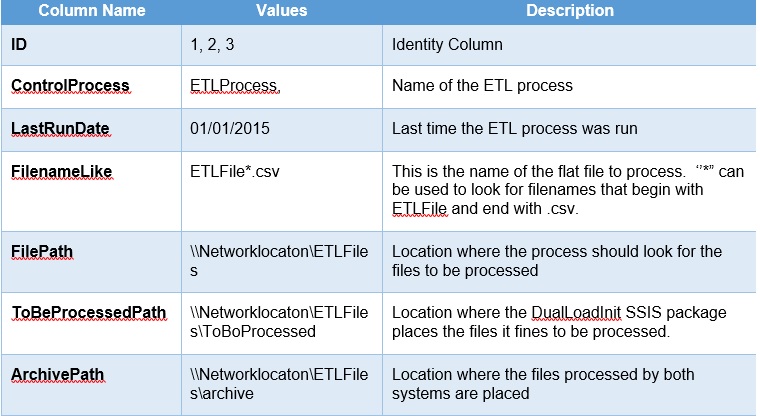 Column Name Values Description
ID 1, 2, 3 Identity Column
ControlProcess ETLProcess, Name of the ETL process
LastRunDate 01/01/2015 Last time the ETL process was run
FilenameLike ETLFile*.csv This is the name of the flat file to process. "*" can
be used to look for filenames that begin with
ETLFile and end with .csv.
FilePath \\Networklocaton\ETLFile Location where the process should look for the
s files to be processed
ToBeProcessedPath \\Networklocaton\ETLFile Location where the DualLoadInit SSIS package
s\ToBoProcessed places the files it fines to be processed.
ArchivePath \\Networklocaton\ETLFile Location where the files processed by both
s\archive systems are placed